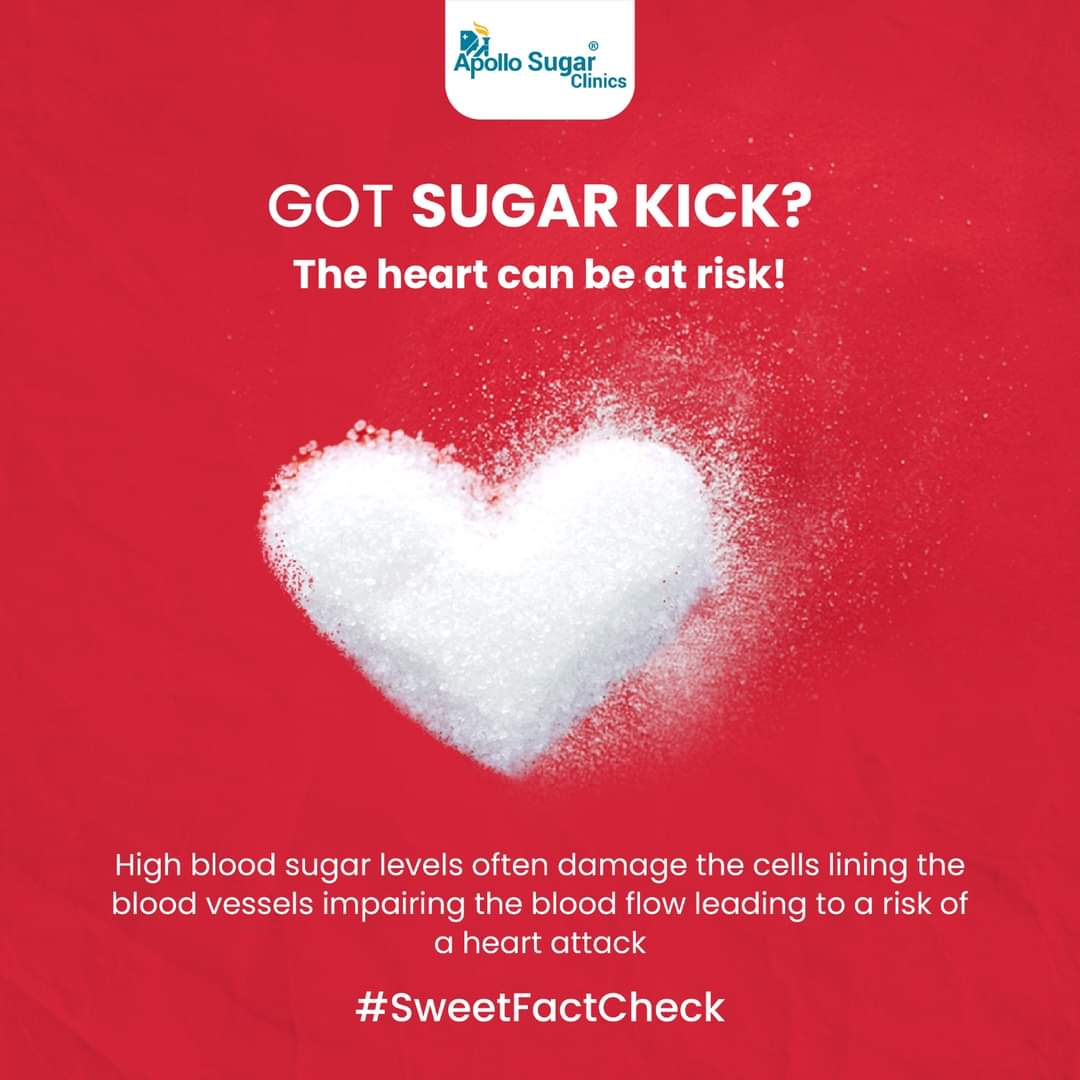 Apollo Sugar®
Clinics
GOT SUGAR KICK?
The heart can be at risk!
High blood sugar levels often damage the cells lining the
blood vessels impairing the blood flow leading to a risk of
a heart attack
#SweetFactCheck